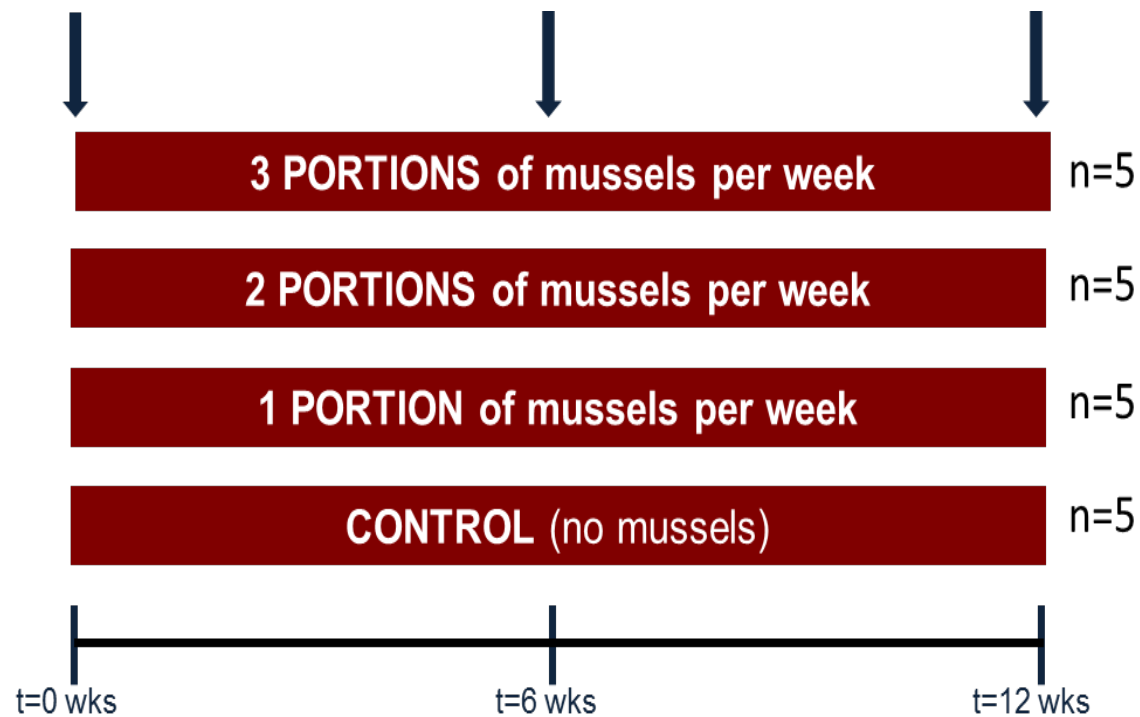 3 PORTIONS of mussels per week n=5
2 PORTIONS of mussels per week n=5
1 PORTION of mussels per week n=5
CONTROL (no mussels) n=5
t=0 wks t=6 wks t=12 wks